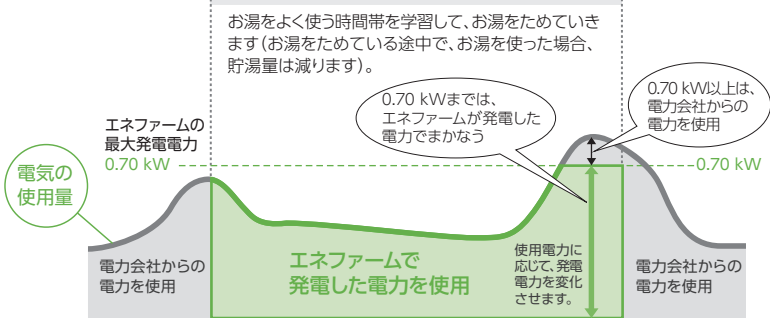 お湯をよく使う時間帯を学習して、お湯をためていき
ます（お湯をためている途中で、お湯を使った場合、
貯湯量は減ります）。
0.70 kWまでは、
エネファームが発電した
電力でまかなう
0.70 kW以上は、
電力会社からの
電力を使用
エネファームの
最大発電電力
0.70 kW
0.70 kW
電気の
使用量
電力会社からの
電力を使用
エネファームで
発電した電力を使用
使用電力に
応じて、発電
電力を変化
させます。
電力会社からの
電力を使用